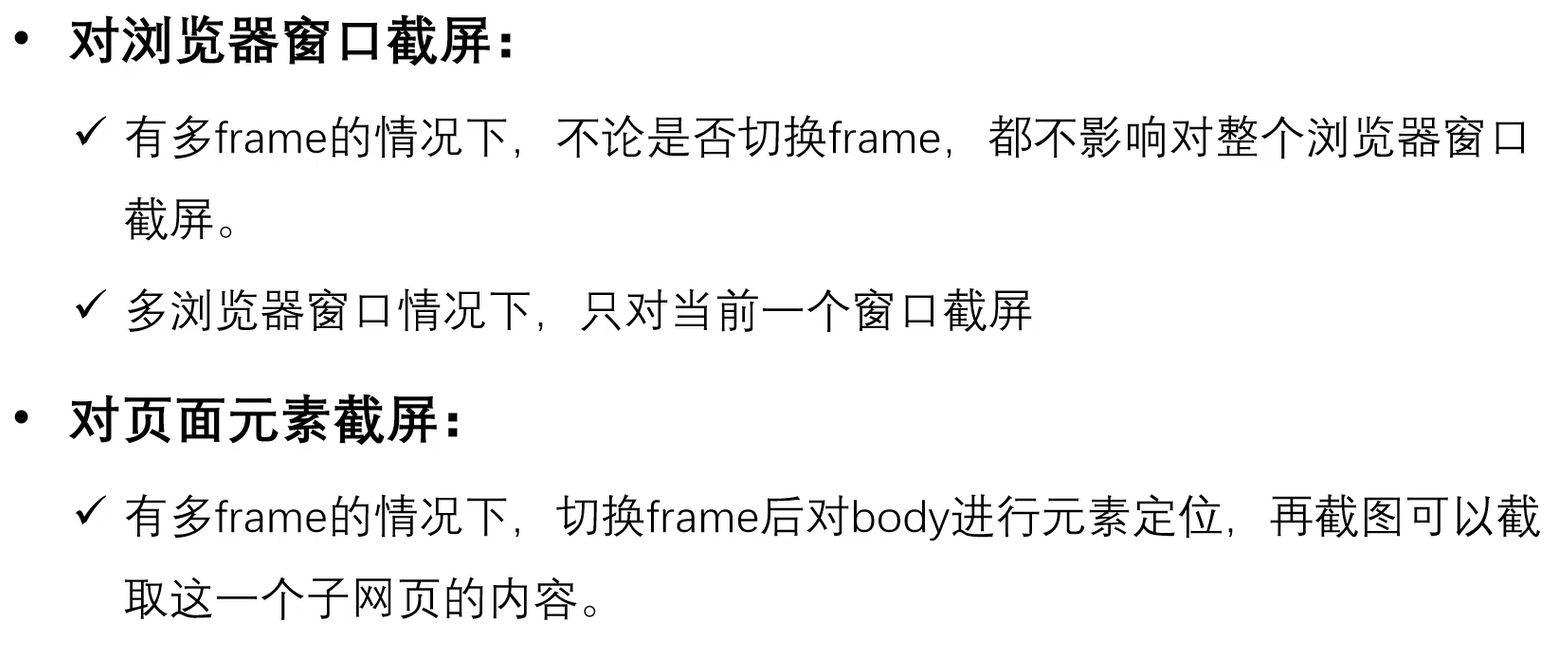 • 对浏览器窗口截屏：
✓ 有多frame的情况下，不论是否切换frame，都不影响对整个浏览器窗口
截屏。
✓ 多浏览器窗口情况下，只对当前一个窗口截屏
• 对页面元素截屏：
✓ 有多frame的情况下，切换frame后对body进行元素定位，再截图可以截
取这一个子网页的内容。